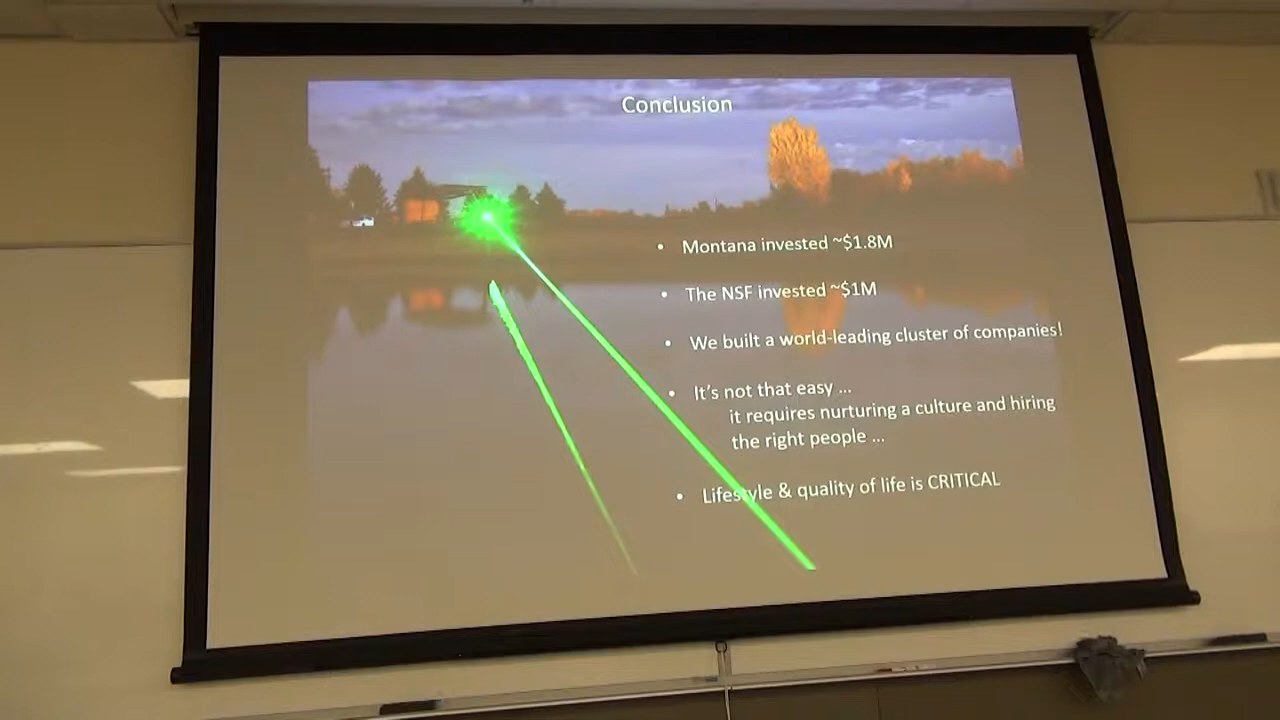 Conclusion
• Montana invested ~$1.8M
• The NSF invested ~$1M
• We built a world-leading cluster of companies!
• It's not that easy ...
it requires nurturing a culture and hiring
the right people ...
• Lifestyle & quality of life is CRITICAL